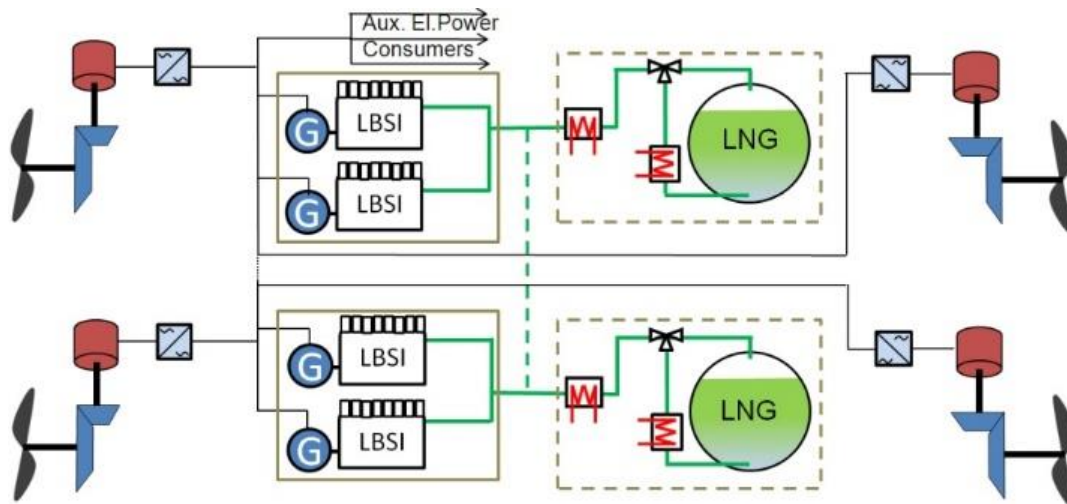 Aux. El.Power
Consumers
G
LBSI
LNG
G
LBSI
G
LBSI
LNG
G
LBSI